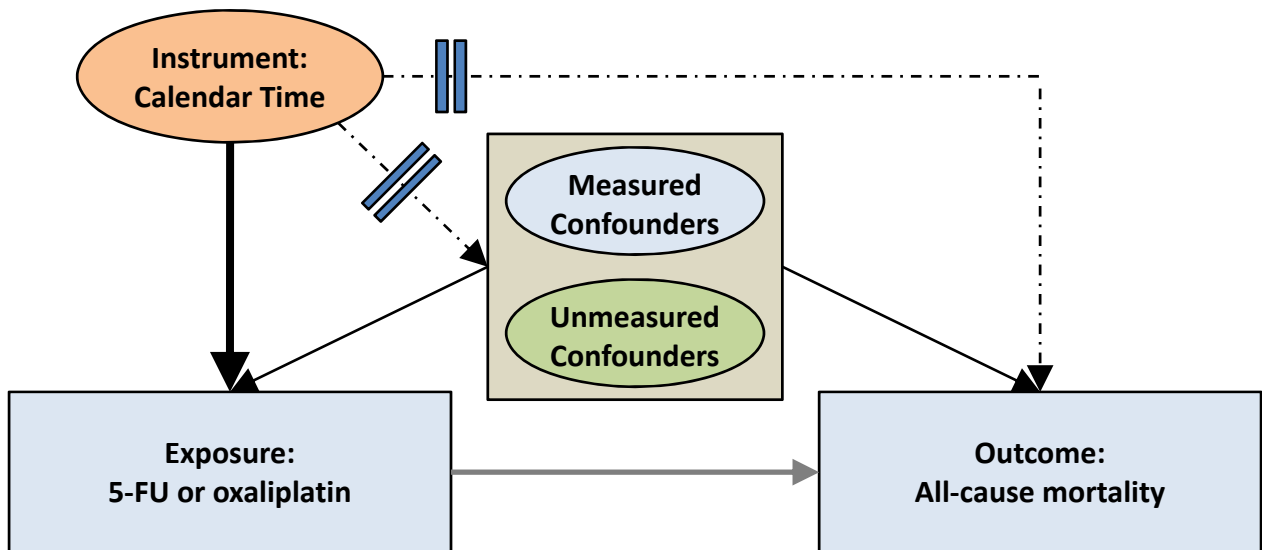 Instrument:
Calendar Time
Measured
Confounders
Unmeasured
Confounders
Exposure:
5-FU or oxaliplatin
Outcome:
All-cause mortality